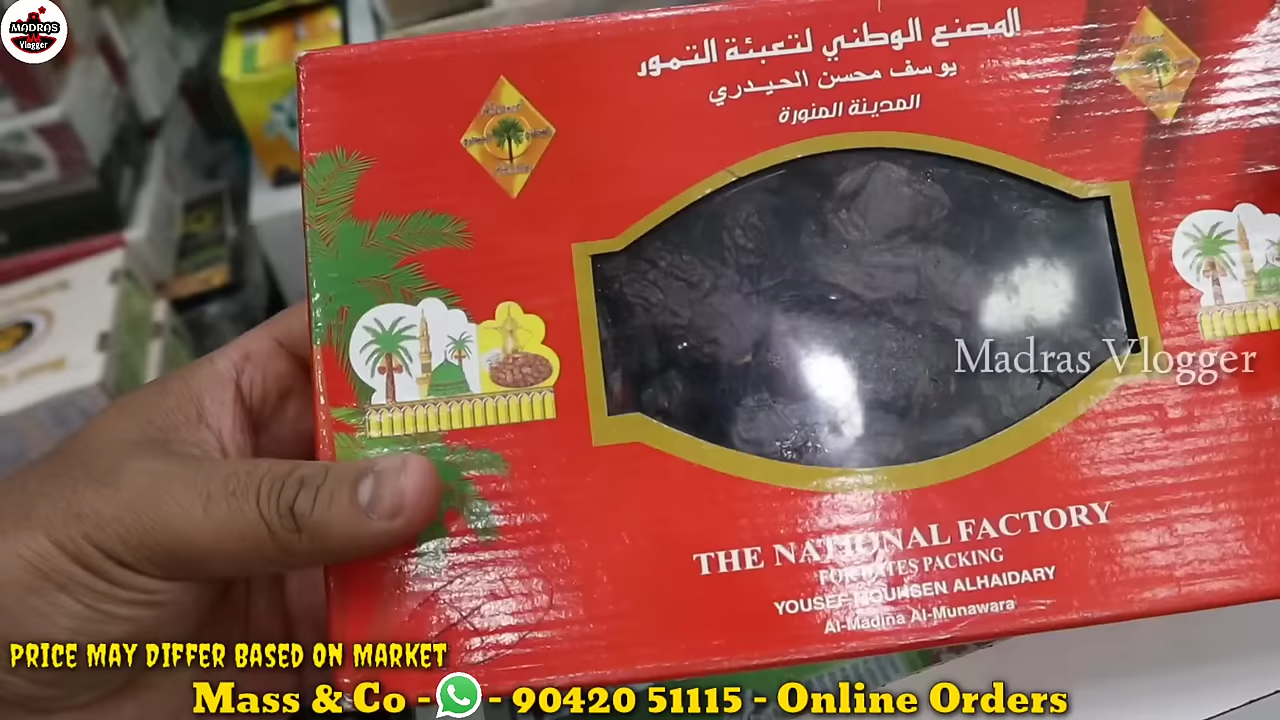 MADRAS
Vlogger
المصنع الوطني لتعبئة التمور
يوسف محسن الحيدري
المدينة المنورة
Madras Vlogger
THE NATIONAL FACTORY
FOR DATES PACKING
YOUSEF MOUHSEN ALHAIDARY
Al-Madina Al-Munawara
PRICE MAY DIFFER BASED ON MARKET
Mass & Co - - 90420 51115 - Online Orders